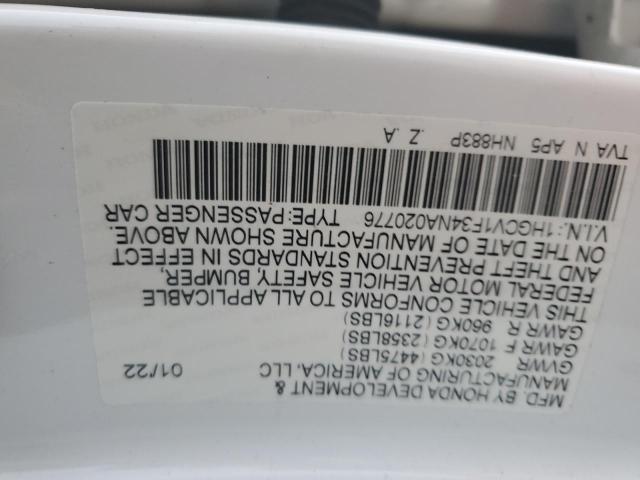 MFD. BY HONDA DEVELOPMENT &
MANUFACTURING OF AMERICA, LLC 01/22
GVWR 2030KG (4475LBS)
GAWR F 1070KG (2358LBS)
GAWR R 960KG (2116LBS)
THIS VEHICLE CONFORMS TO ALL APPLICABLE
FEDERAL MOTOR VEHICLE SAFETY, BUMPER,
AND THEFT PREVENTION STANDARDS IN EFFECT
ON THE DATE OF MANUFACTURE SHOWN ABOVE.
V.I.N.: 1HGCV1F34NA020776 TYPE: PASSENGER CAR
TVA N AP5 NH883P .Z .A